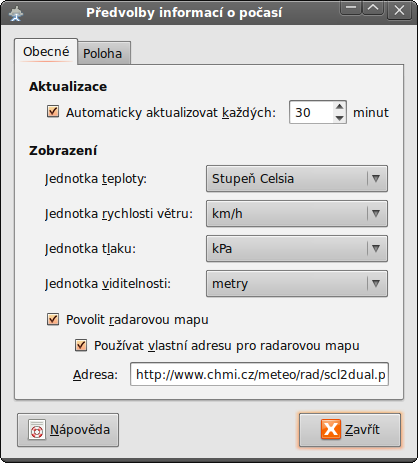 Předvolby informací o počasí
Obecné Poloha
Aktualizace
Automaticky aktualizovat každých: 30 minut
Zobrazení
Jednotka teploty: Stupeň Celsia
Jednotka rychlosti větru: km/h
Jednotka tlaku: kPa
Jednotka viditelnosti: metry
Povolit radarovou mapu
Používat vlastní adresu pro radarovou mapu
Adresa: http://www.chmi.cz/meteo/rad/scl2dual.p
Nápověda Zavřít